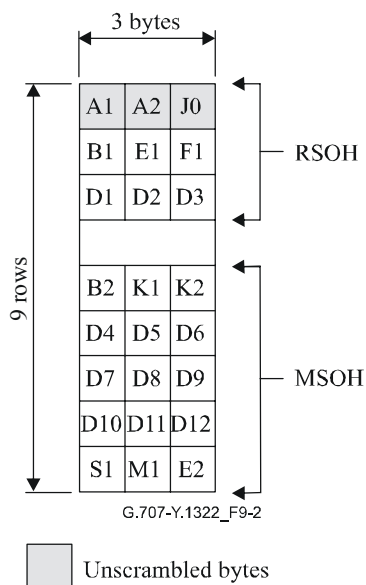 3 bytes
A1 A2 J0
B1 E1 F1
RSOH
D1 D2 D3
9 rows
B2 K1 K2
D4 D5 D6
D7 D8 D9
MSOH
D10 D11 D12
S1 M1 E2
G.707-Y.1322_F9-2
Unscrambled bytes